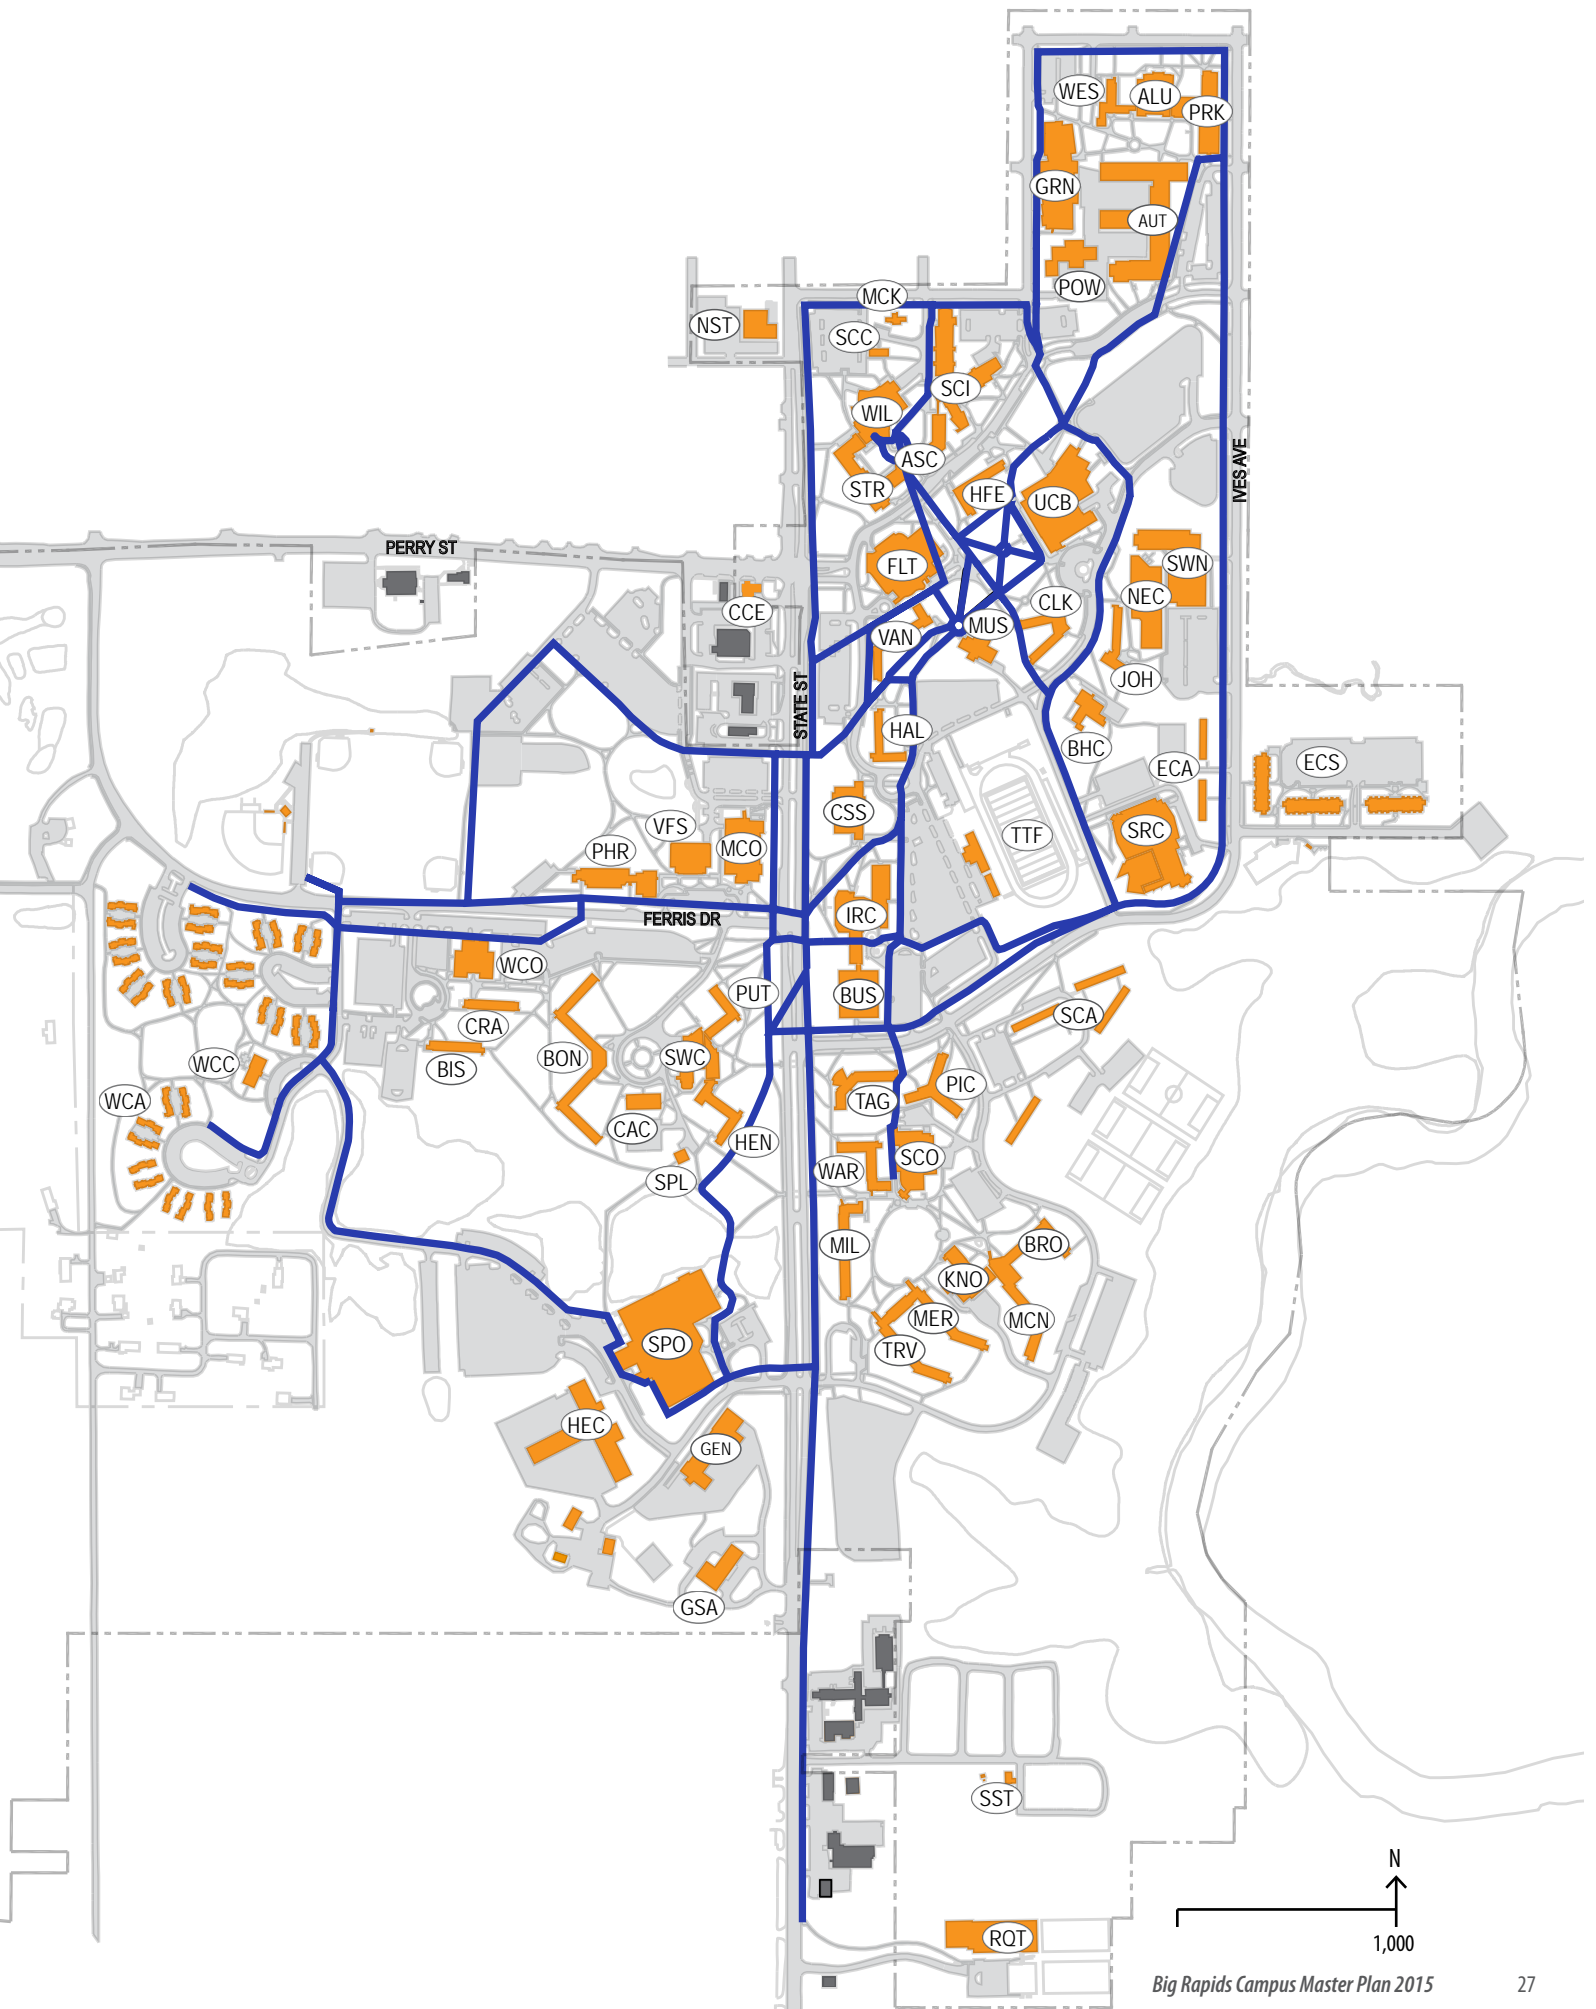 WES
ALU
PRK
GRN
AUT
POW
MCK
NST
SCC
SCI
WIL
ASC
STR
HFE
UCB
IVES AVE
PERRY ST
FLT
SWN
NEC
CCE
CLK
VAN
MUS
JOH
STATE ST
HAL
BHC
ECA
ECS
CSS
VFS
MCO
PHR
TTF
SRC
IRC
FERRIS DR
WCO
PUT
BUS
CRA
SCA
BON
SWC
WCC
BIS
PIC
WCA
TAG
CAC
HEN
WAR
SCO
SPL
MIL
BRO
KNO
MER
MCN
SPO
TRV
HEC
GEN
GSA
SST
N
1,000
RQT
Big Rapids Campus Master Plan 2015
27